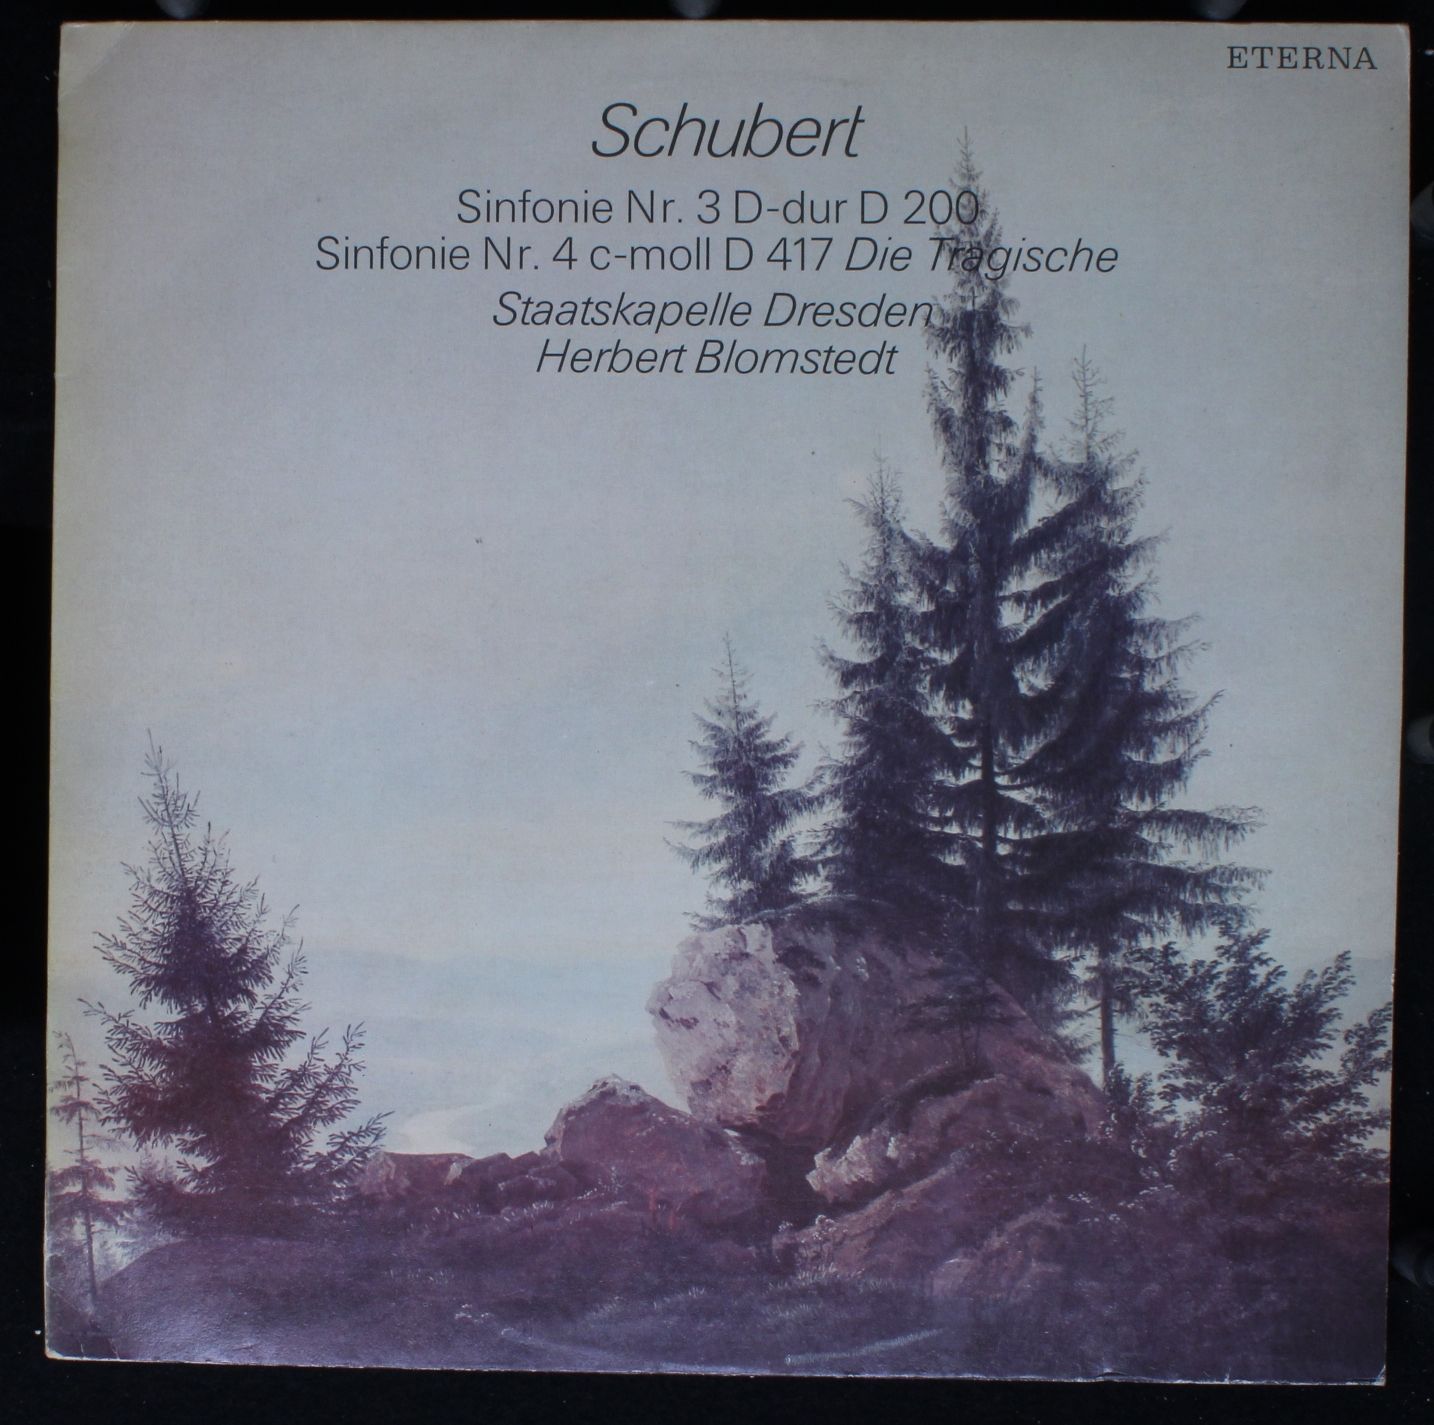 ETERNA
Schubert
Sinfonie Nr. 3 D-dur D 200
Sinfonie Nr. 4 c-moll D 417 Die Tragische
Staatskapelle Dresden
Herbert Blomstedt